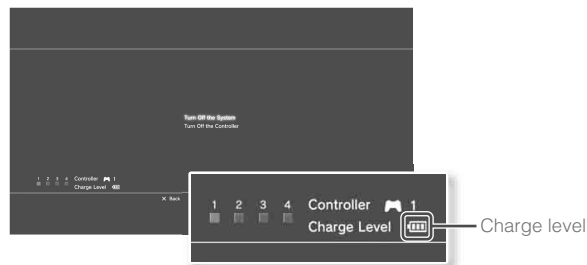 Turn Off the System
Turn Off the Controller
1 2 3 4 Controller 1
Charge Level
X Back
1 2 3 4 Controller 1
Charge Level
Charge level